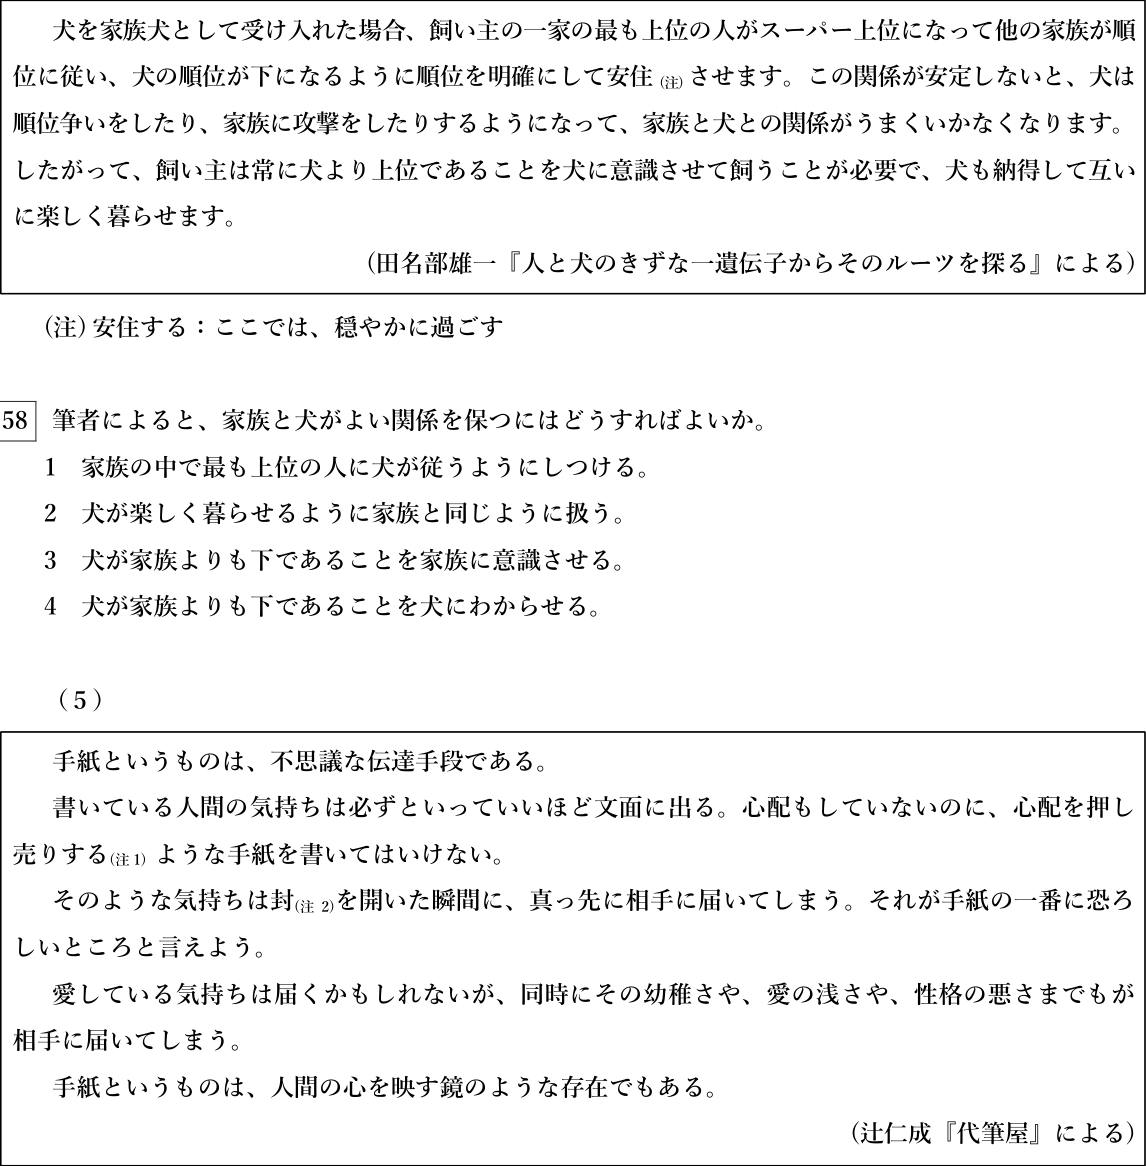 犬を家族犬として受け入れた場合、飼い主の一家の最も上位の人がスーパー上位になって他の家族が順
位に従い、犬の順位が下になるように順位を明確にして安住(注)させます。この関係が安定しないと、犬は
順位争いをしたり、家族に攻撃をしたりするようになって、家族と犬との関係がうまくいかなくなります。
したがって、飼い主は常に犬より上位であることを犬に意識させて飼うことが必要で、犬も納得して互い
に楽しく暮らせます。
(田名部雄一『人と犬のきずな一遺伝子からそのルーツを探る』による)
(注) 安住する：ここでは、穏やかに過ごす
58 筆者によると、家族と犬がよい関係を保つにはどうすればよいか。
1 家族の中で最も上位の人に犬が従うようにしつける。
2 犬が楽しく暮らせるように家族と同じように扱う。
3 犬が家族よりも下であることを家族に意識させる。
4 犬が家族よりも下であることを犬にわからせる。
（5）
手紙というものは、不思議な伝達手段である。
書いている人間の気持ちは必ずといっていいほど文面に出る。心配もしていないのに、心配を押し
売りする(注1) ような手紙を書いてはいけない。
そのような気持ちは封(注 2)を開いた瞬間に、真っ先に相手に届いてしまう。それが手紙の一番に恐ろ
しいところと言えよう。
愛している気持ちは届くかもしれないが、同時にその幼稚さや、愛の浅さや、性格の悪さまでもが
相手に届いてしまう。
手紙というものは、人間の心を映す鏡のような存在でもある。
(辻仁成『代筆屋』による)